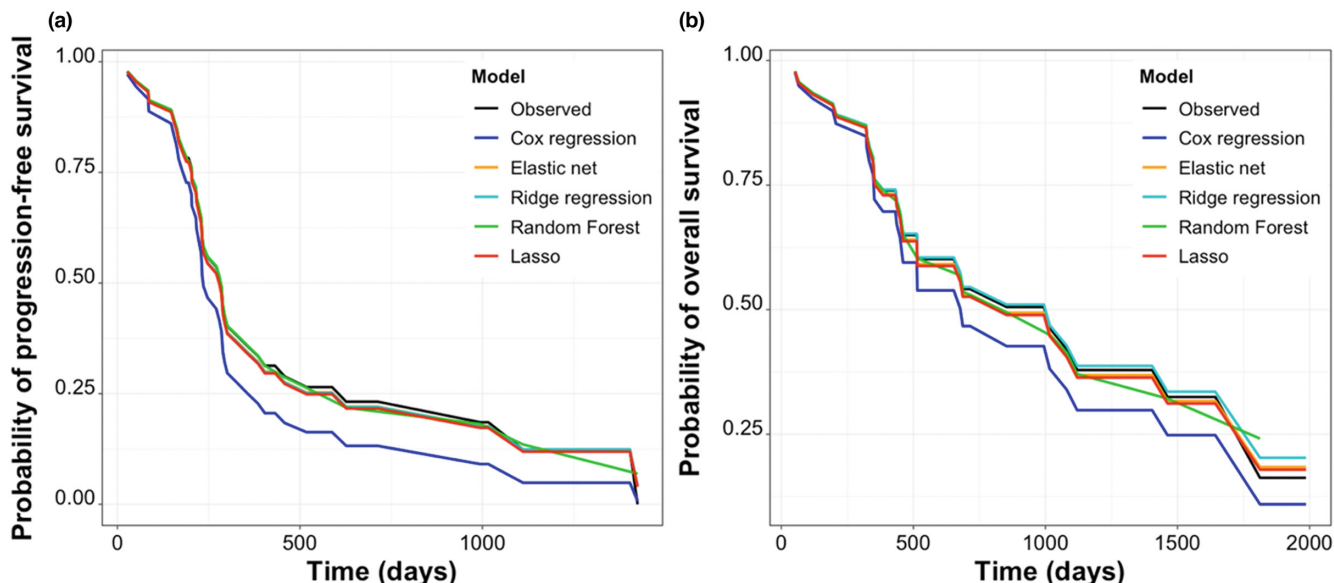 (a)
Probability of progression-free survival
1.00
0.75
0.50
0.25
0.00
0
500
1000
Time (days)
Model
Observed
Cox regression
Elastic net
Ridge regression
Random Forest
Lasso
(b)
Probability of overall survival
1.00
0.75
0.50
0.25
0
500
1000
1500
2000
Time (days)
Model
Observed
Cox regression
Elastic net
Ridge regression
Random Forest
Lasso